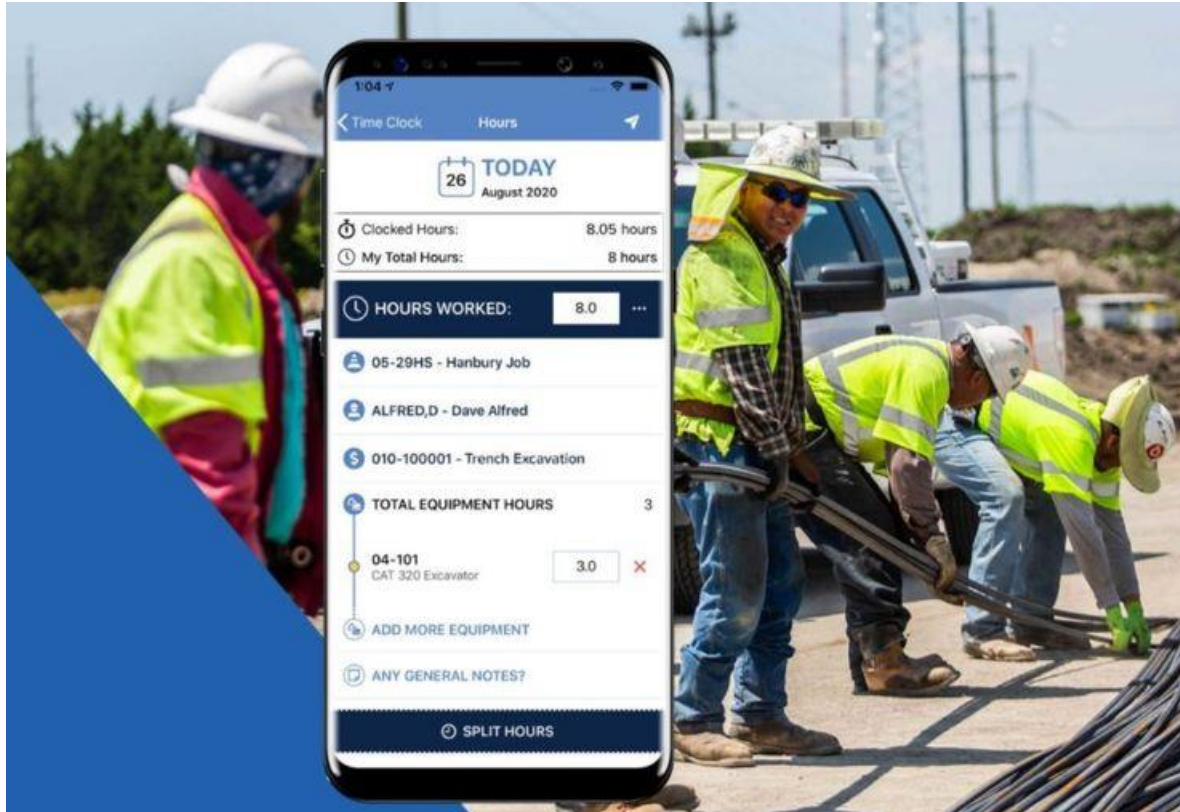 1:04
Time Clock Hours
26 TODAY
August 2020
Clocked Hours: 8.05 hours
My Total Hours: 8 hours
HOURS WORKED: 8.0 ...
05-29HS - Hanbury Job
ALFRED,D - Dave Alfred
010-100001 - Trench Excavation
TOTAL EQUIPMENT HOURS 3
04-101 3.0
CAT 320 Excavator
ADD MORE EQUIPMENT
ANY GENERAL NOTES?
SPLIT HOURS